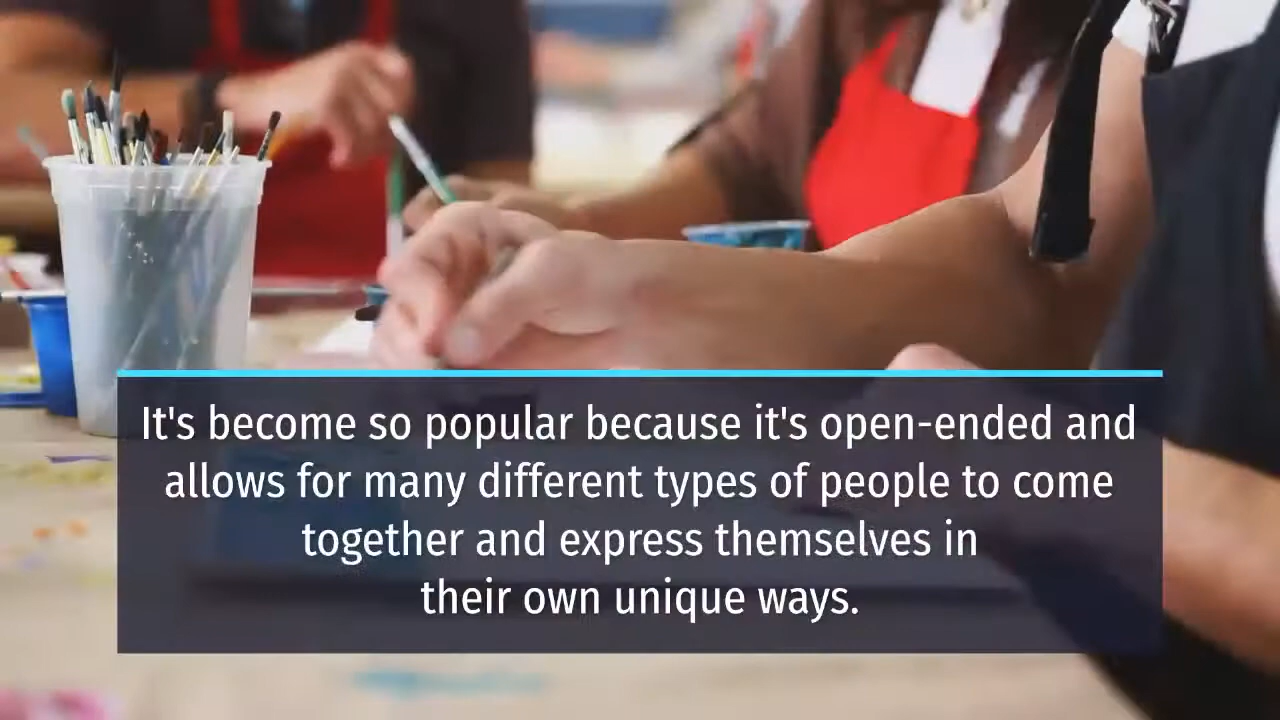 It's become so popular because it's open-ended and
allows for many different types of people to come
together and express themselves in
their own unique ways.